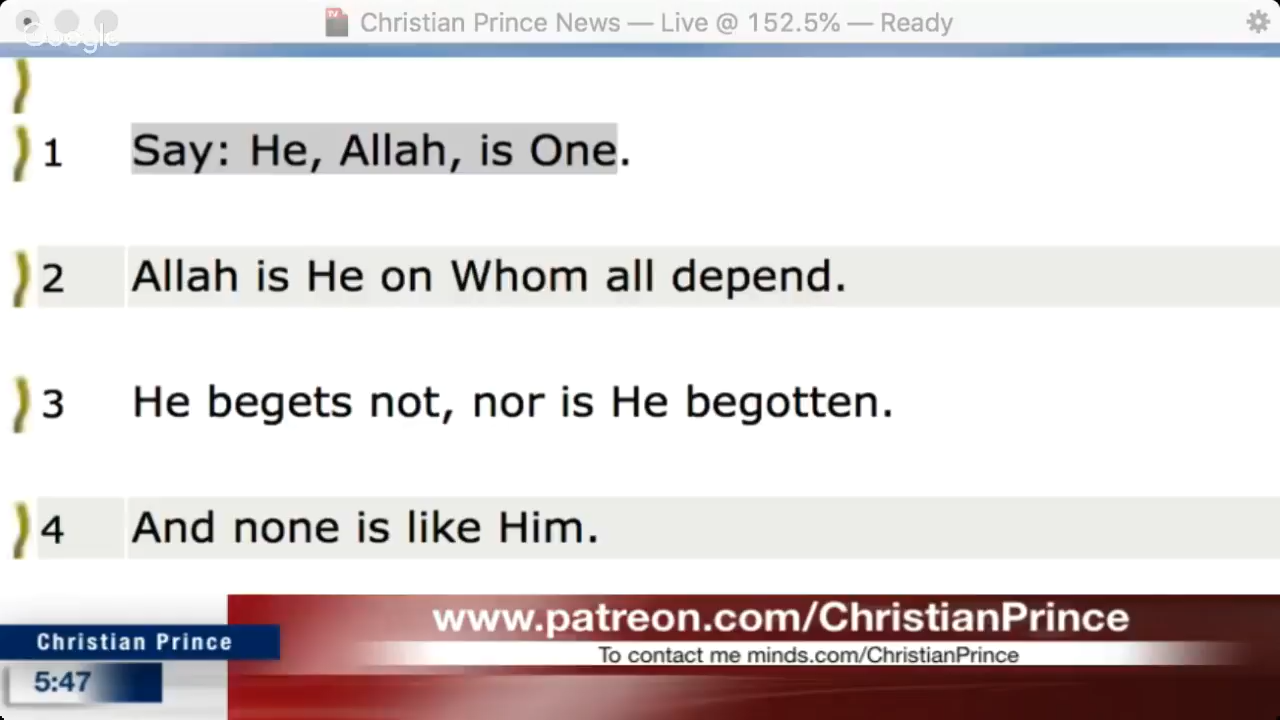 Christian Prince News — Live @ 152.5% — Ready
Google
1 Say: He, Allah, is One.
2 Allah is He on Whom all depend.
3 He begets not, nor is He begotten.
4 And none is like Him.
www.patreon.com/ChristianPrince
Christian Prince
To contact me minds.com/ChristianPrince
5:47